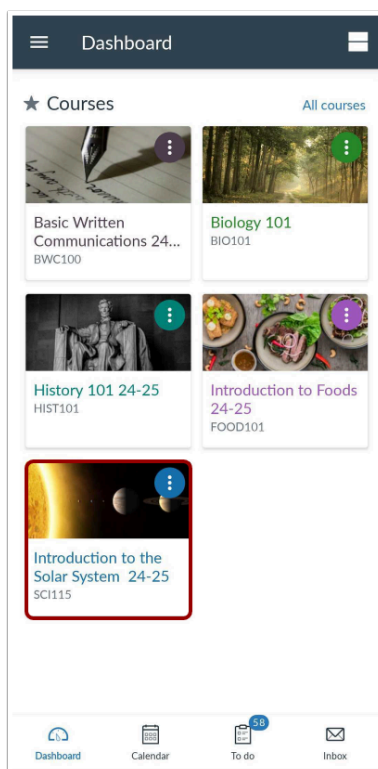 Dashboard
★ Courses
All courses
Basic Written
Communications 24...
BWC100
Biology 101
BIO101
History 101 24-25
HIST101
Introduction to Foods
24-25
FOOD101
Introduction to the
Solar System 24-25
SCI115
58
Dashboard
Calendar
To do
Inbox